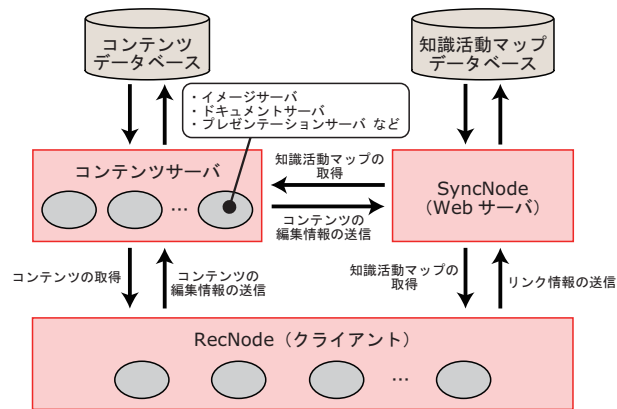 コンテンツ
データベース
知識活動マップ
データベース
・イメージサーバ
・ドキュメントサーバ
・プレゼンテーションサーバ など
コンテンツサーバ
…
知識活動マップの
取得
コンテンツの
編集情報の送信
SyncNode
(Web サーバ)
コンテンツの取得
コンテンツの
編集情報の送信
知識活動マップの
取得
リンク情報の送信
RecNode(クライアント)
…